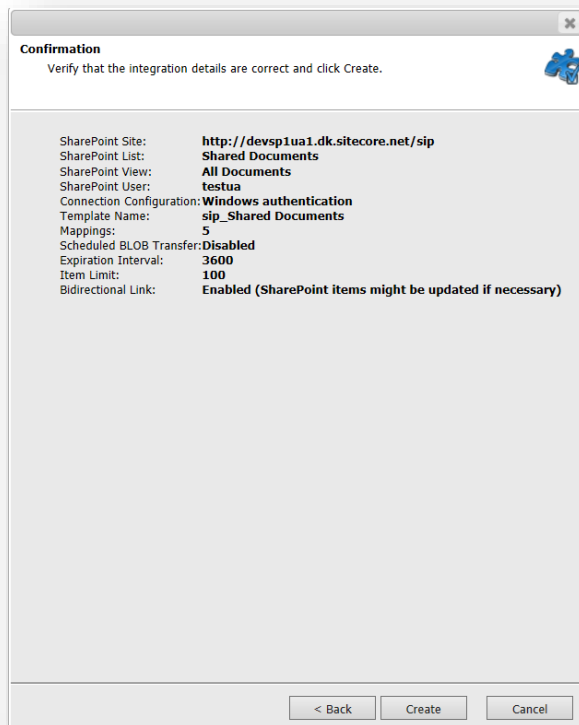 Confirmation
Verify that the integration details are correct and click Create.
SharePoint Site: http://devsp1ua1.dk.sitecore.net/sip
SharePoint List: Shared Documents
SharePoint View: All Documents
SharePoint User: testua
Connection Configuration: Windows authentication
Template Name: sip_Shared Documents
Mappings: 5
Scheduled BLOB Transfer: Disabled
Expiration Interval: 3600
Item Limit: 100
Bidirectional Link: Enabled (SharePoint items might be updated if necessary)
< Back Create Cancel